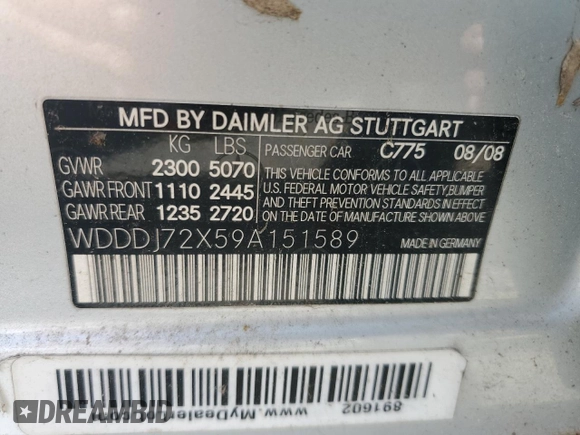 MFD BY DAIMLER AG STUTTGART
KG LBS PASSENGER CAR C775 08/08
GVWR 2300 5070
GAWR FRONT 1110 2445
GAWR REAR 1235 2720
THIS VEHICLE CONFORMS TO ALL APPLICABLE
U.S. FEDERAL MOTOR VEHICLE SAFETY, BUMPER
AND THEFT PREVENTION STANDARDS IN EFFECT
ON THE DATE OF MANUFACTURE SHOWN ABOVE.
WDDDJ72X59A151589 MADE IN GERMANY
891602
www.MyDealer
DREAMBID